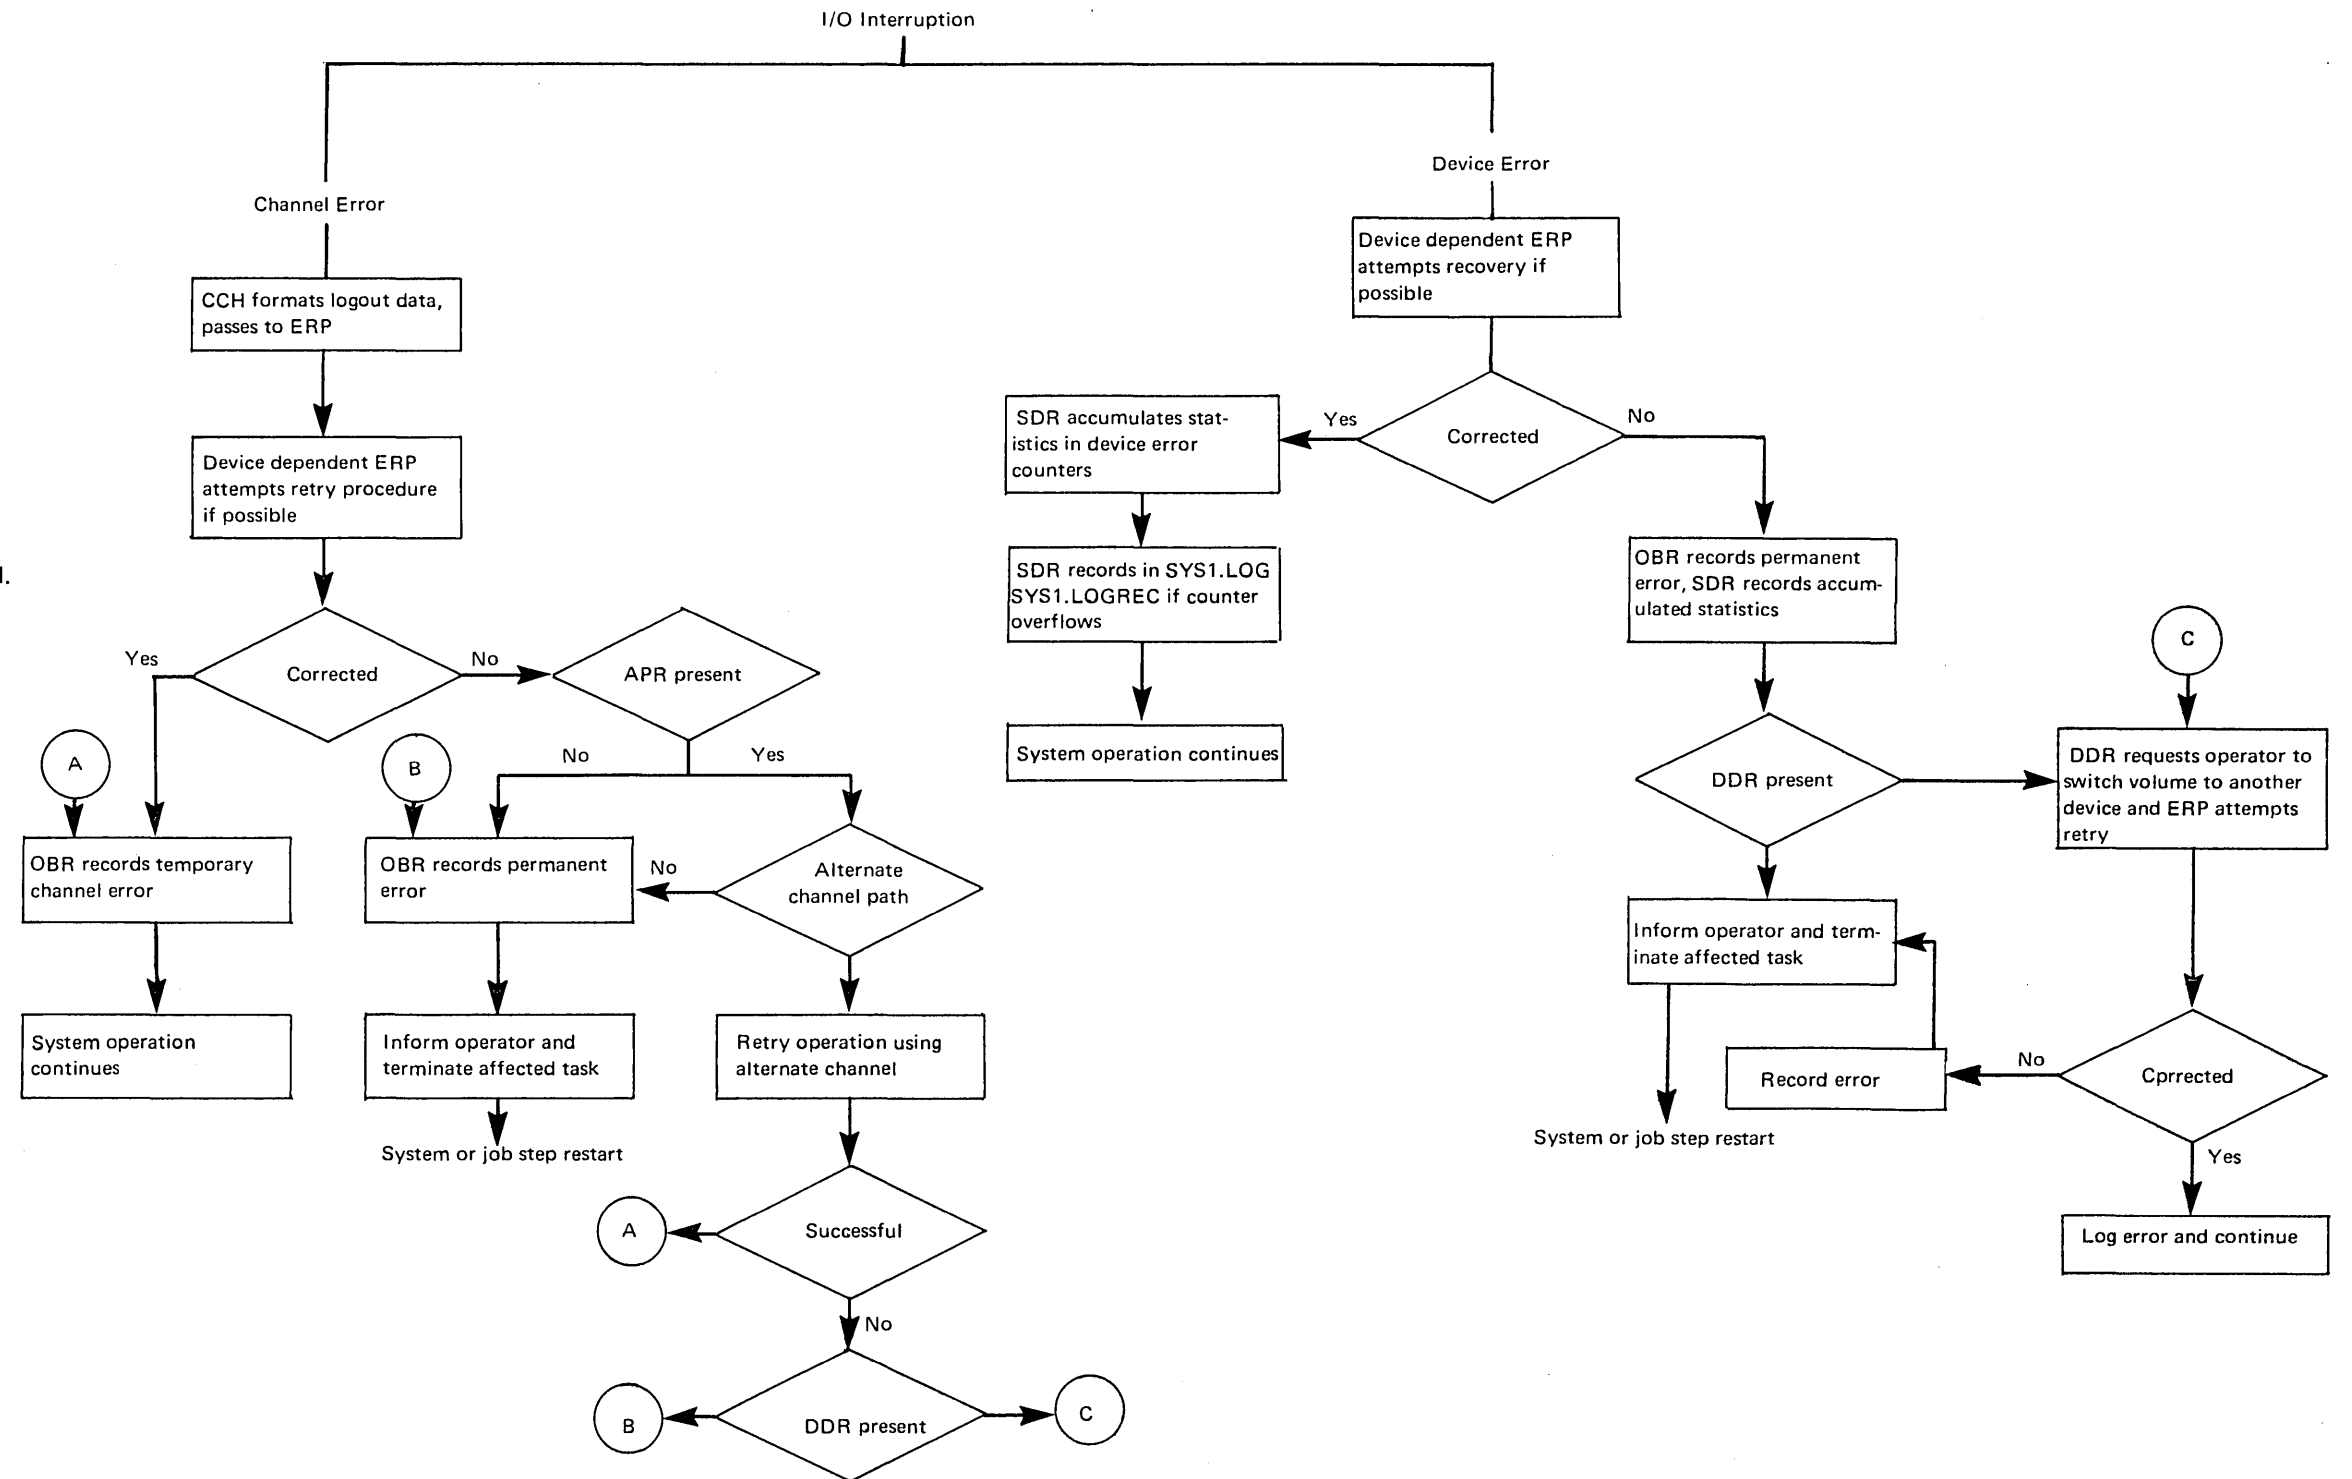 I/O Interruption
Channel Error
CCH formats logout data,
passes to ERP
Device dependent ERP
attempts retry procedure
if possible
Corrected
Yes
No
APR present
No
Yes
A
OBR records temporary
channel error
System operation
continues
B
OBR records permanent
error
Inform operator and
terminate affected task
System or job step restart
Alternate
channel path
No
Retry operation using
alternate channel
Successful
A
No
DDR present
B
C
Device Error
Device dependent ERP
attempts recovery if
possible
Corrected
Yes
No
SDR accumulates stat-
istics in device error
counters
SDR records in SYS1.LOG
SYS1.LOGREC if counter
overflows
System operation continues
OBR records permanent
error, SDR records accum-
ulated statistics
DDR present
Inform operator and term-
inate affected task
System or job step restart
C
DDR requests operator to
switch volume to another
device and ERP attempts
retry
Cprrected
No
Record error
Yes
Log error and continue